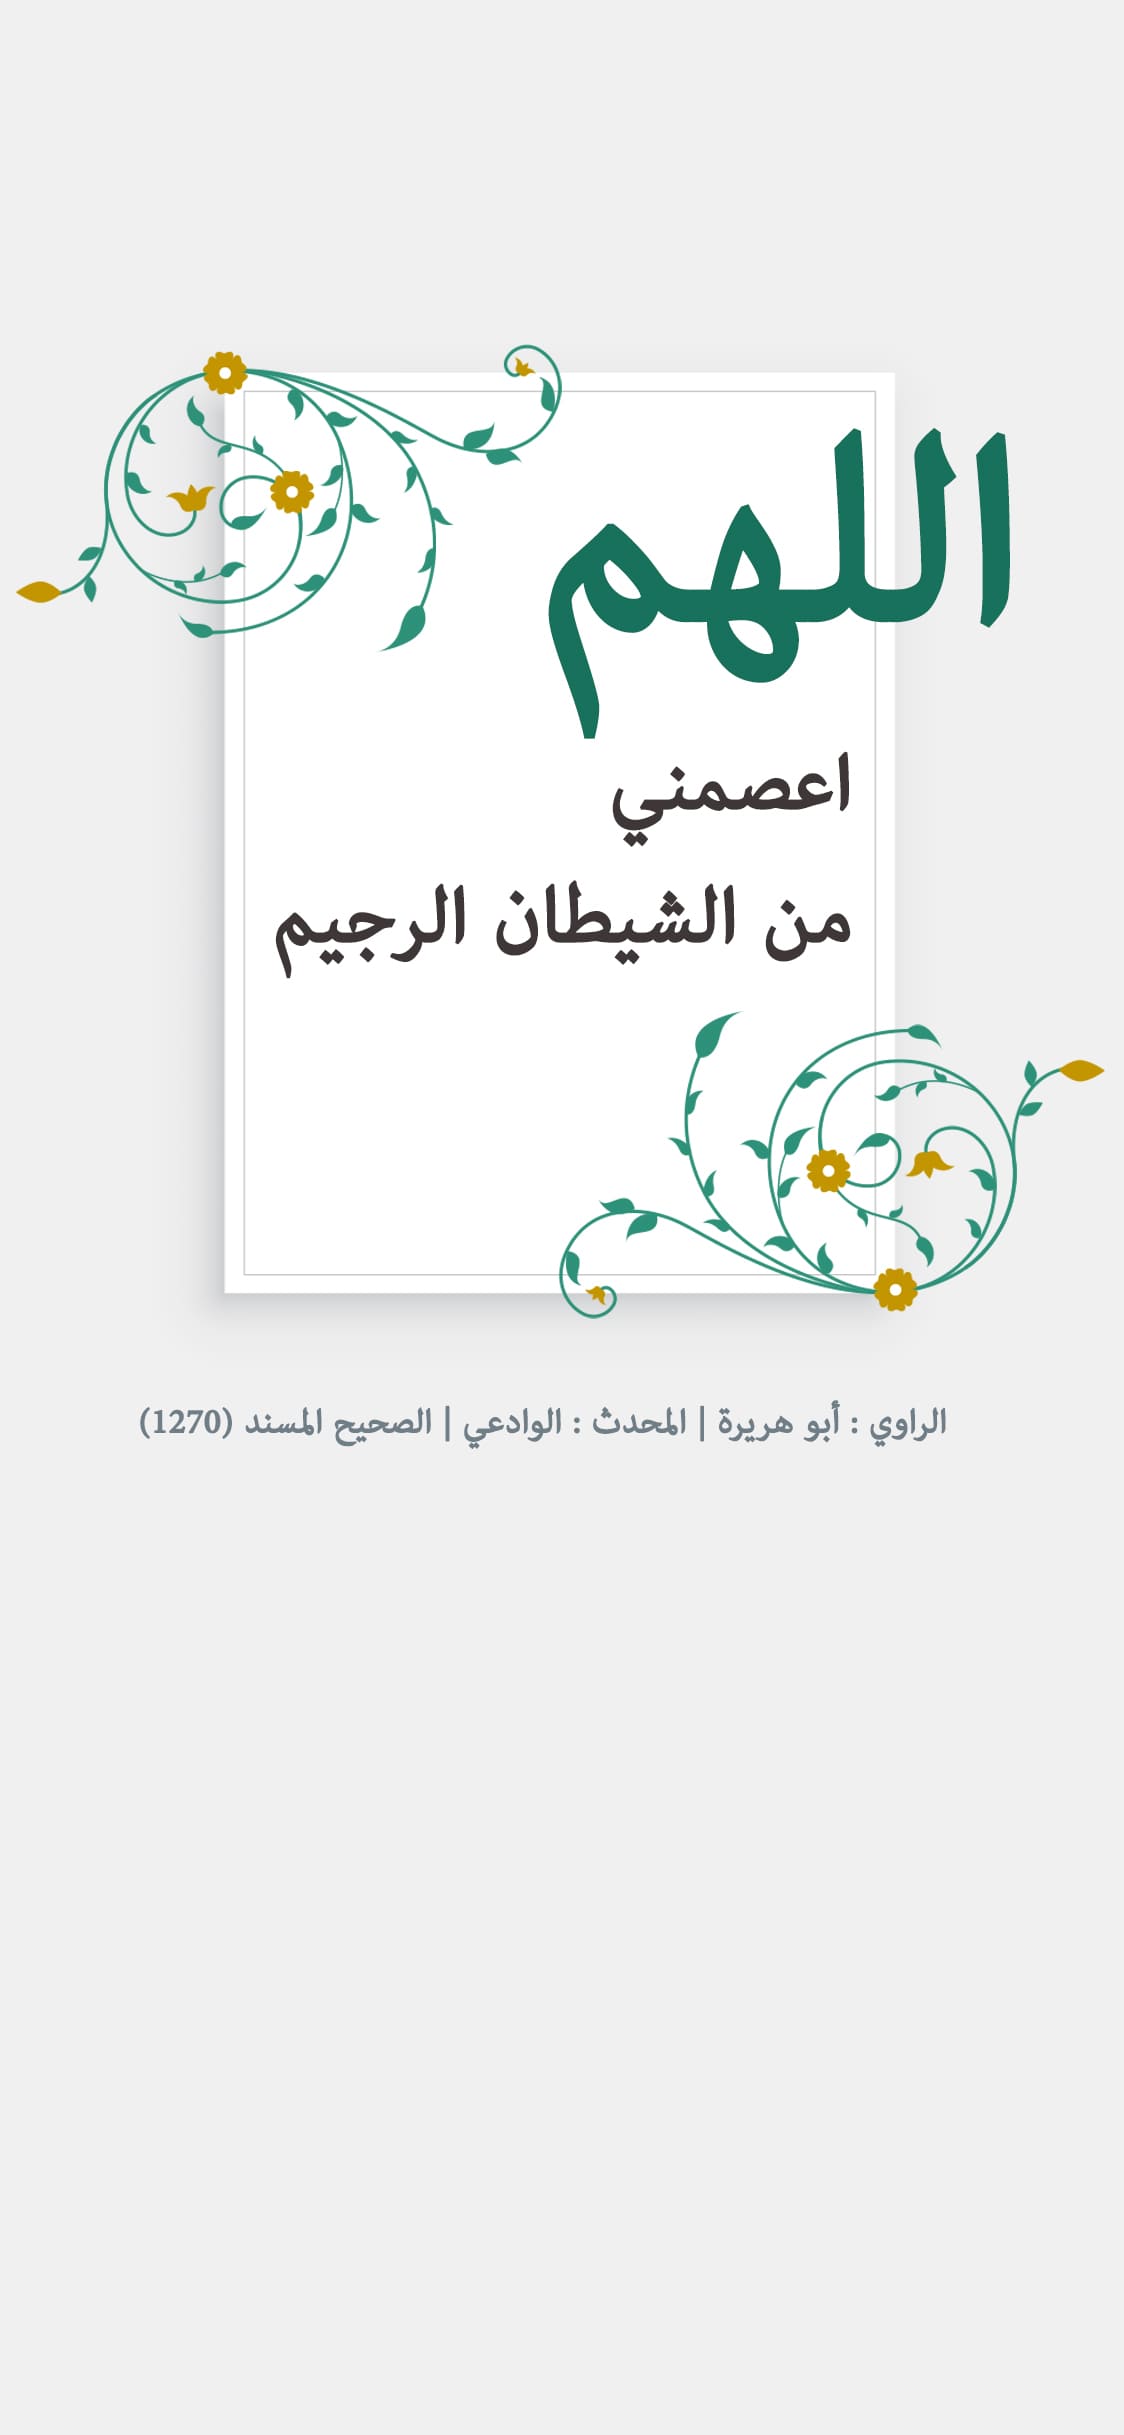 اللهم
اعصمني
من الشيطان الرجيم
الراوي : أبو هريرة | المحدث : الوادعي | الصحيح المسند (1270)